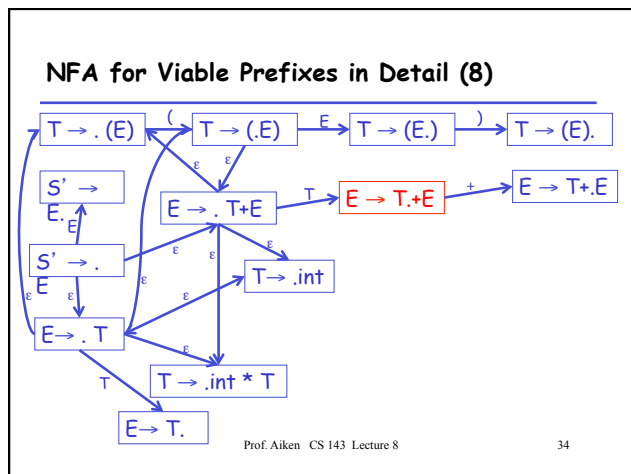 NFA for Viable Prefixes in Detail (8)
T → . (E)
(
T → (.E)
E
T → (E.)
)
T → (E).
ε
ε
S' →
E.
E
E → . T+E
T
E → T.+E
+
E → T+.E
S' → .
E
ε
ε
ε
T→ .int
ε
ε
ε
ε
E→ . T
ε
T
T → .int * T
E→ T.
Prof. Aiken CS 143 Lecture 8
34